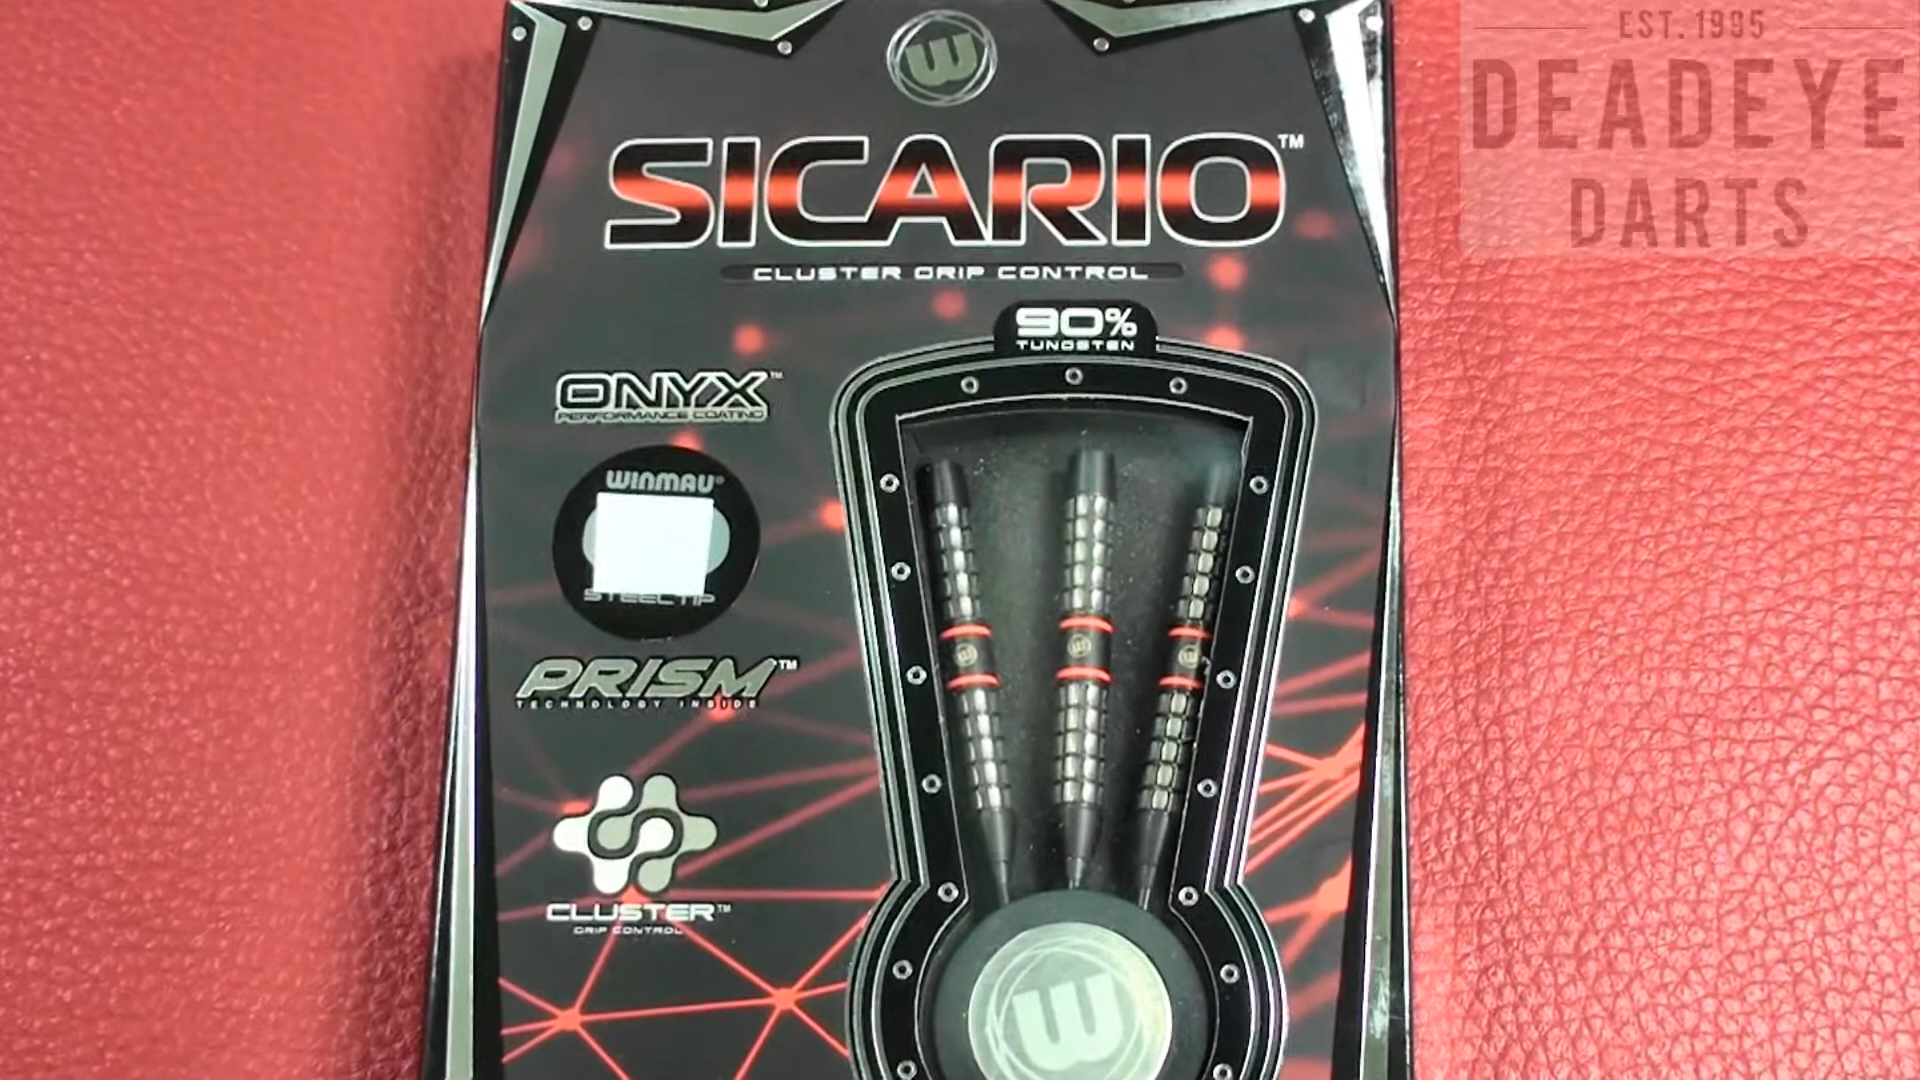 EST. 1995
DEADEYE
DARTS
W
SICARIO™
CLUSTER GRIP CONTROL
90%
TUNGSTEN
ONYX™
PERFORMANCE COATING
WINMAU®
STEELTIP
PRISM™
TECHNOLOGY INSIDE
CLUSTER™
GRIP CONTROL
W
W
W
W